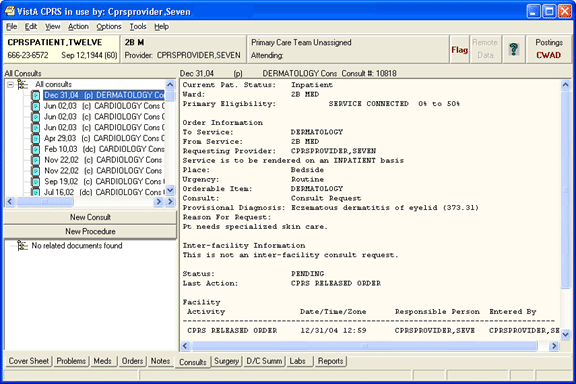 VistA CPRS in use by: Cprsprovider,Seven
File Edit View Action Options Tools Help
CPRSPATIENT,TWELVE 2B M Primary Care Team Unassigned Flag Remote Data ? Postings
666-23-6572 Sep 12,1944 (60) Provider: CPRSPROVIDER,SEVEN Attending: CWAD
All Consults
All consults
Dec 31,04 (p) DERMATOLOGY Co
Jun 02,03 (p) CARDIOLOGY Cons C
Jun 02,03 (p) CARDIOLOGY Cons C
Jun 02,03 (p) CARDIOLOGY Cons C
Apr 29,03 (p) CARDIOLOGY Cons C
Feb 10,03 (dc) CARDIOLOGY Cons
Nov 22,02 (p) CARDIOLOGY Cons C
Nov 22,02 (p) CARDIOLOGY Cons C
Sep 19,02 (p) CARDIOLOGY Cons C
Jul 16,02 (dc) CARDIOLOGY Cons
New Consult
New Procedure
No related documents found
Dec 31,04 (p) DERMATOLOGY Cons Consult #: 10818
Current Pat. Status: Inpatient
Ward: 2B MED
Primary Eligibility: SERVICE CONNECTED 0% to 50%
Order Information
To Service: DERMATOLOGY
From Service: 2B MED
Requesting Provider: CPRSPROVIDER,SEVEN
Service is to be rendered on an INPATIENT basis
Place: Bedside
Urgency: Routine
Orderable Item: DERMATOLOGY
Consult: Consult Request
Provisional Diagnosis: Eczematous dermatitis of eyelid (373.31)
Reason For Request:
Pt needs specialized skin care.
Inter-facility Information
This is not an inter-facility consult request.
Status: PENDING
Last Action: CPRS RELEASED ORDER
Facility
Activity Date/Time/Zone Responsible Person Entered By
CPRS RELEASED ORDER 12/31/04 12:59 CPRSPROVIDER,SEVE CPRSPROVIDER,SE
Cover Sheet Problems Meds Orders Notes Consults Surgery D/C Summ Labs Reports